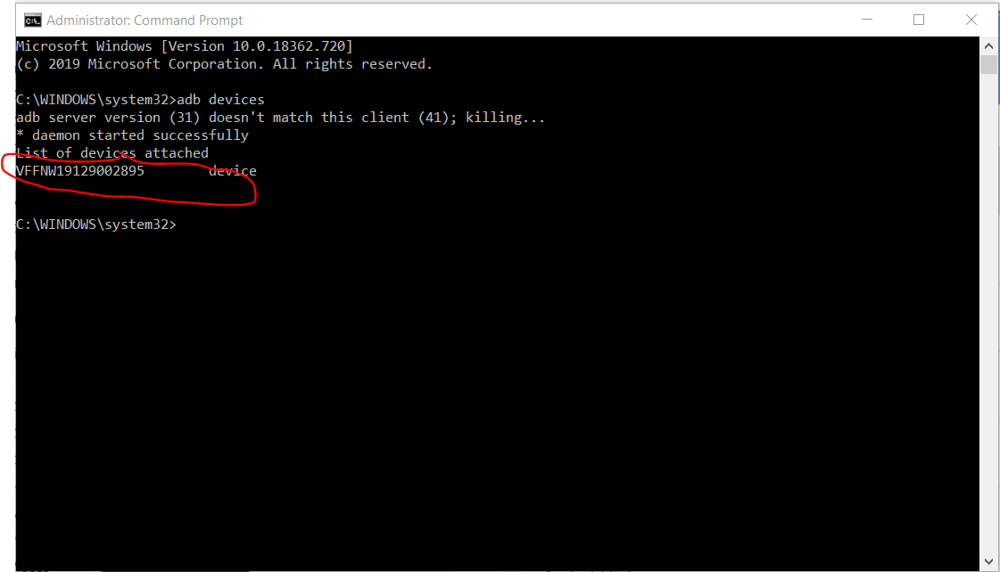 Administrator: Command Prompt
Microsoft Windows [Version 10.0.18362.720]
(c) 2019 Microsoft Corporation. All rights reserved.
C:\WINDOWS\system32>adb devices
adb server version (31) doesn't match this client (41); killing...
* daemon started successfully
List of devices attached
VFFNW19129002895        device
C:\WINDOWS\system32>